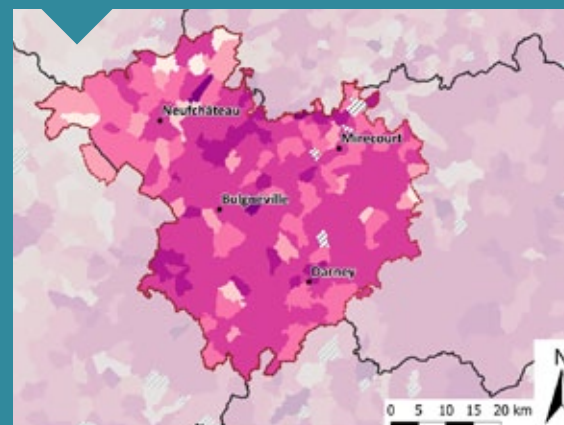 Neufchâteau
Mirecourt
Bulgnéville
Darney
N
0 5 10 15 20 km